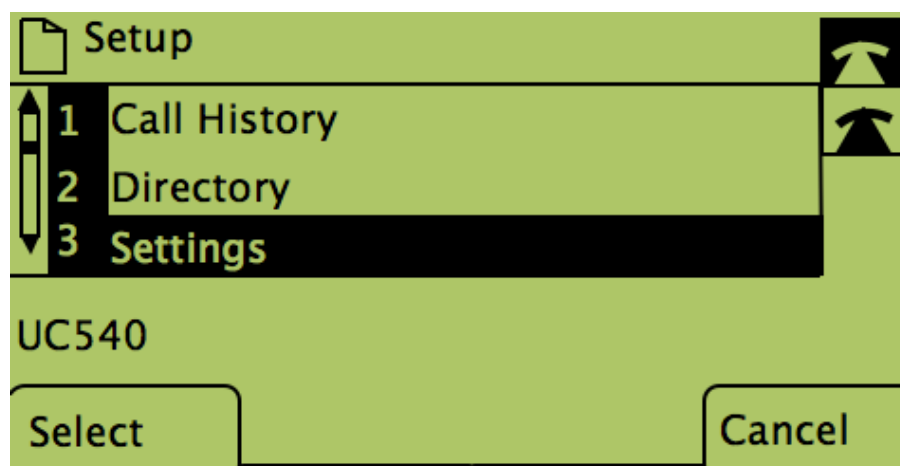 Setup
1 Call History
2 Directory
3 Settings
UC540
Select Cancel